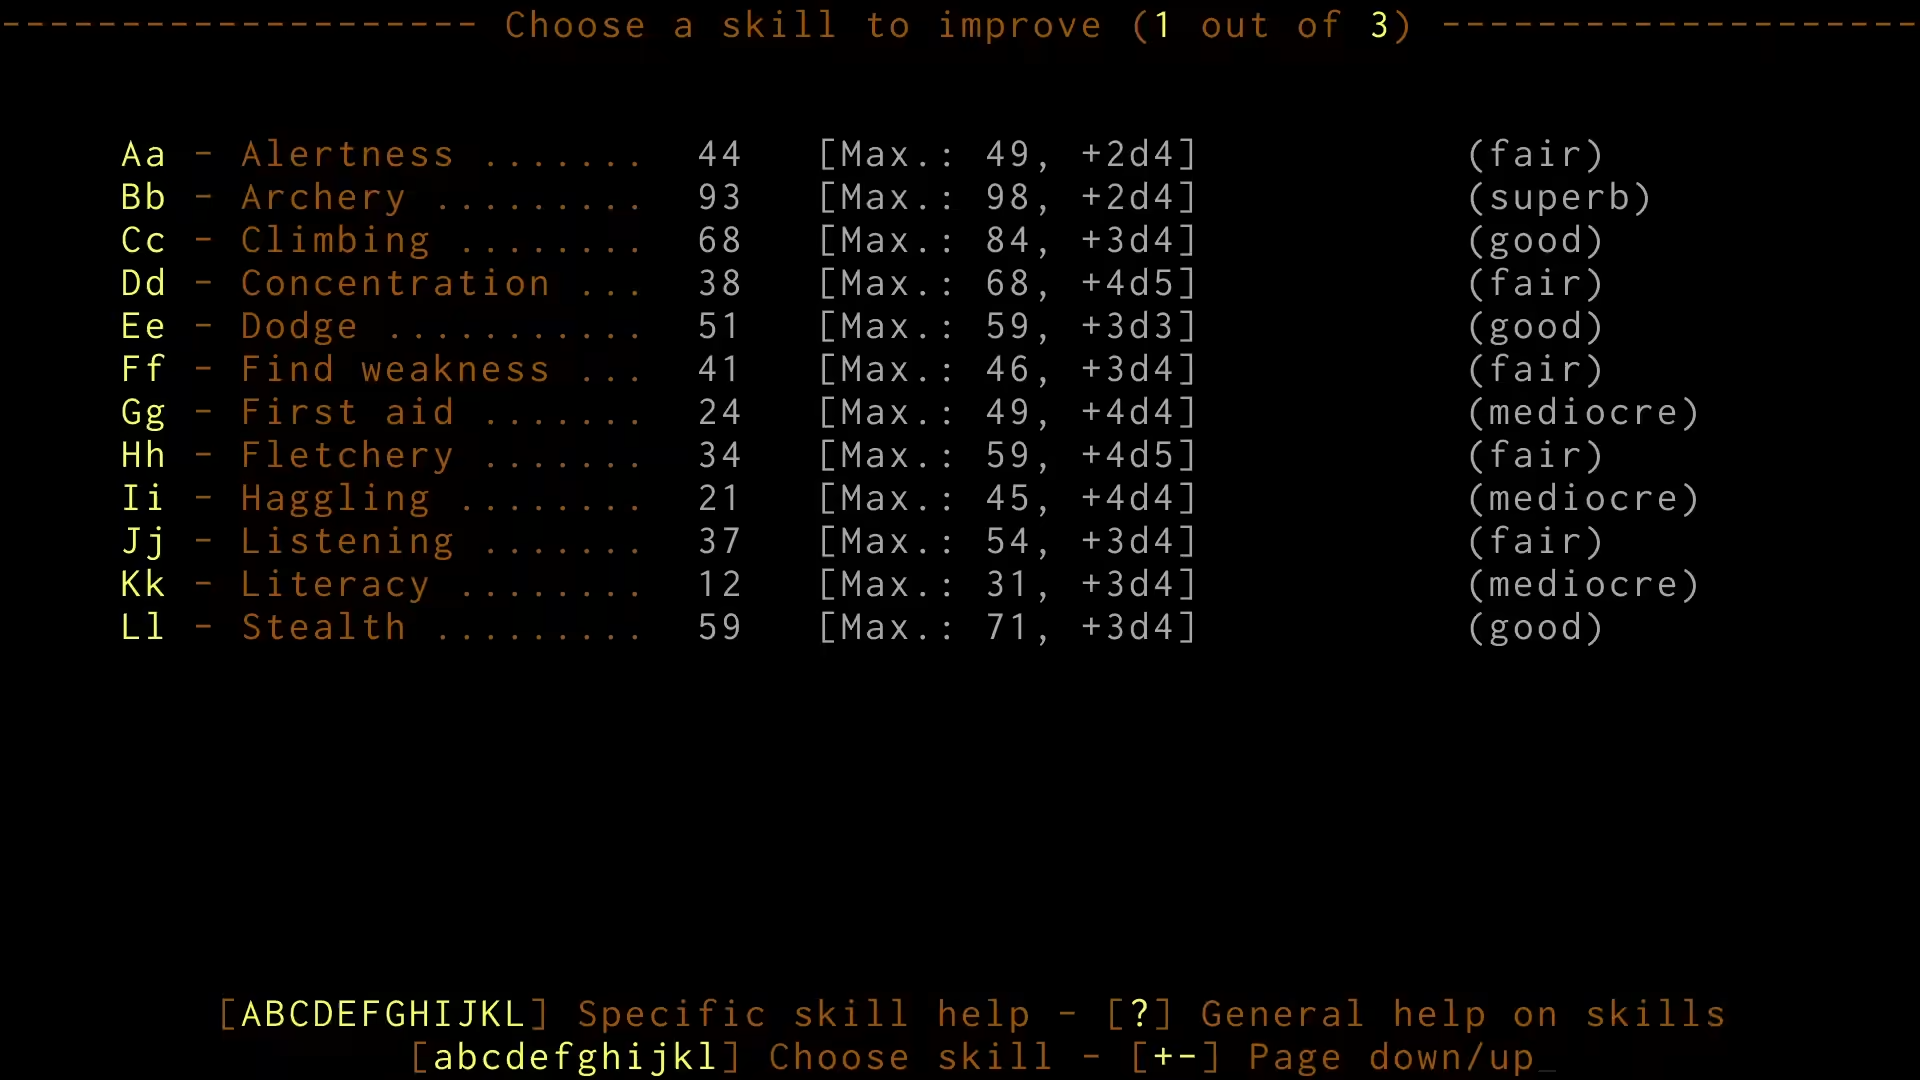 -------------------- Choose a skill to improve (1 out of 3) --------------------
Aa - Alertness ....... 44 [Max.: 49, +2d4] (fair)
Bb - Archery ......... 93 [Max.: 98, +2d4] (superb)
Cc - Climbing ........ 68 [Max.: 84, +3d4] (good)
Dd - Concentration ... 38 [Max.: 68, +4d5] (fair)
Ee - Dodge ........... 51 [Max.: 59, +3d3] (good)
Ff - Find weakness ... 41 [Max.: 46, +3d4] (fair)
Gg - First aid ....... 24 [Max.: 49, +4d4] (mediocre)
Hh - Fletchery ....... 34 [Max.: 59, +4d5] (fair)
Ii - Haggling ........ 21 [Max.: 45, +4d4] (mediocre)
Jj - Listening ....... 37 [Max.: 54, +3d4] (fair)
Kk - Literacy ........ 12 [Max.: 31, +3d4] (mediocre)
Ll - Stealth ......... 59 [Max.: 71, +3d4] (good)
[ABCDEFGHIJKL] Specific skill help - [?] General help on skills
[abcdefghijkl] Choose skill - [+-] Page down/up_